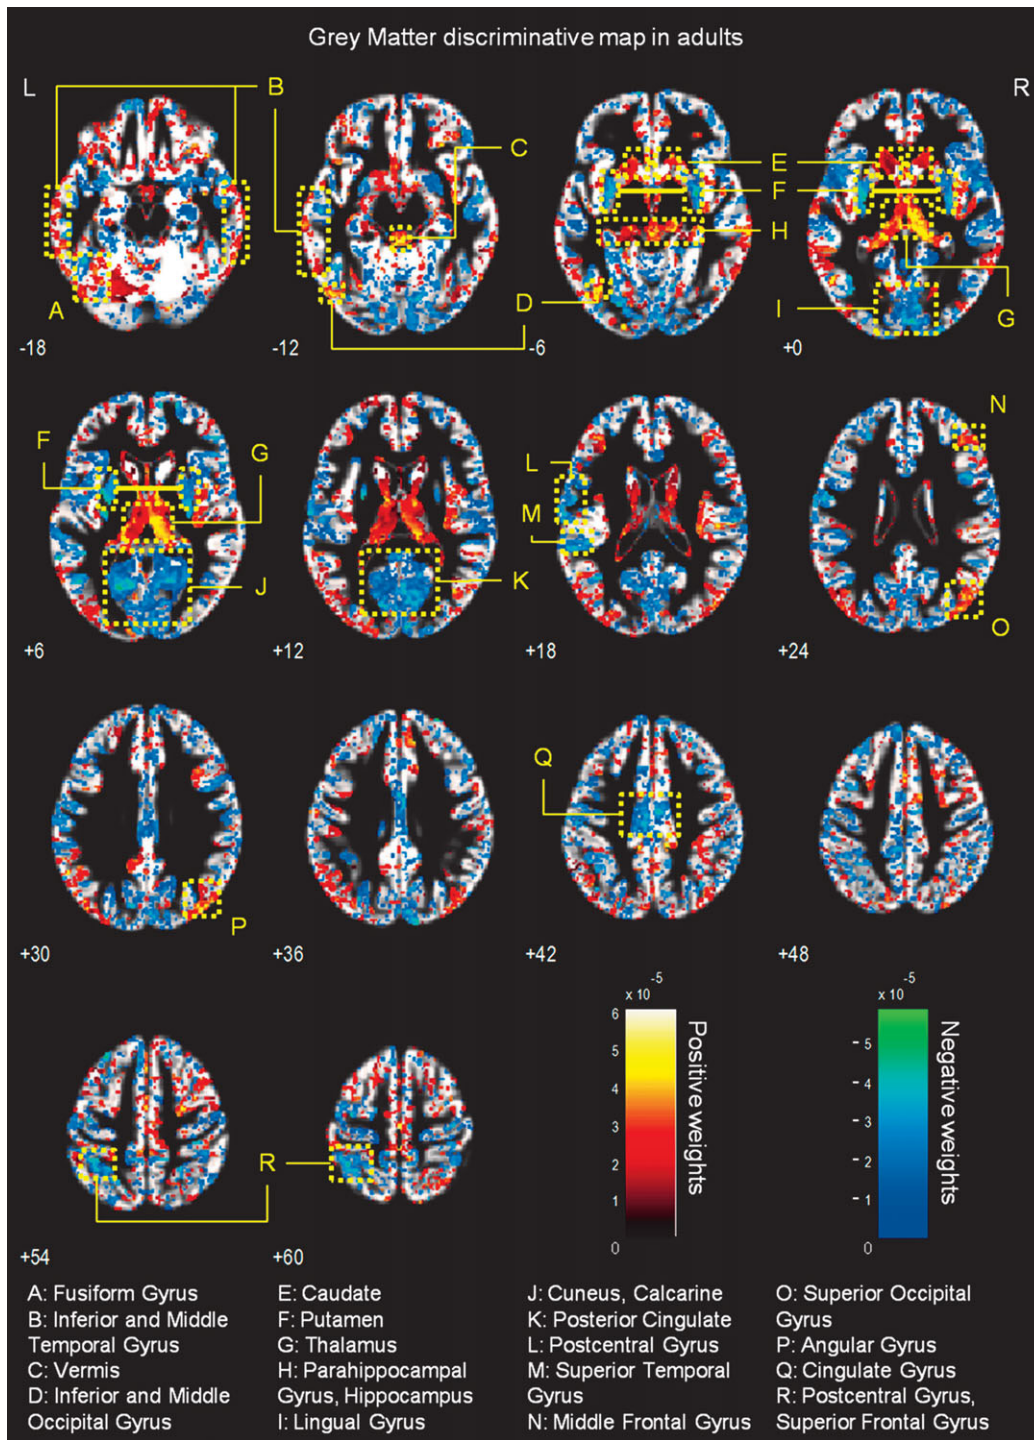 Grey Matter discriminative map in adults
L
B
C
E
F
H
R
A
D
I
G
-18
-12
-6
+0
F
G
J
K
L
M
N
O
+6
+12
+18
+24
Q
P
+30
+36
+42
+48
x 10 -5
6
5
4
3
2
1
0
Positive weights
x 10 -5
- 5
- 4
- 3
- 2
- 1
0
Negative weights
R
+54
+60
A: Fusiform Gyrus
B: Inferior and Middle
Temporal Gyrus
C: Vermis
D: Inferior and Middle
Occipital Gyrus
E: Caudate
F: Putamen
G: Thalamus
H: Parahippocampal
Gyrus, Hippocampus
I: Lingual Gyrus
J: Cuneus, Calcarine
K: Posterior Cingulate
L: Postcentral Gyrus
M: Superior Temporal
Gyrus
N: Middle Frontal Gyrus
O: Superior Occipital
Gyrus
P: Angular Gyrus
Q: Cingulate Gyrus
R: Postcentral Gyrus,
Superior Frontal Gyrus